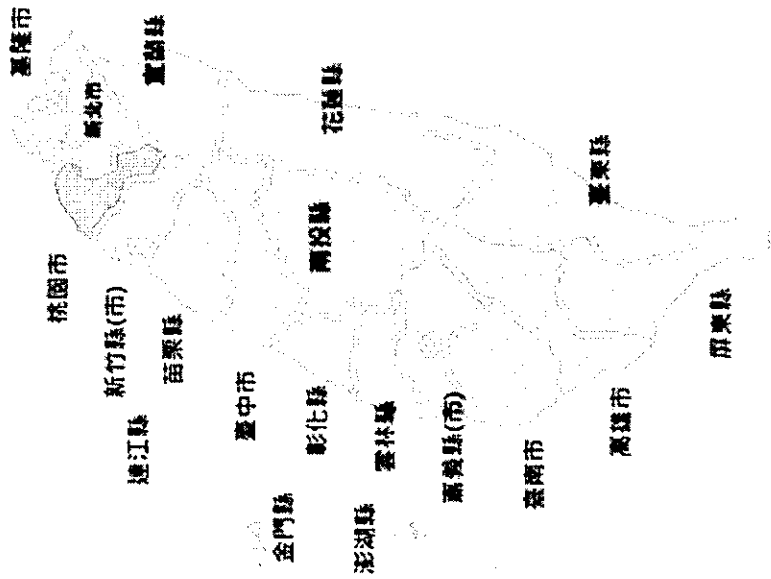 基隆市
新北市
宜蘭縣
花蓮縣
臺東縣
桃園市
新竹縣(市)
苗栗縣
南投縣
臺中市
彰化縣
雲林縣
嘉義縣(市)
臺南市
高雄市
屏東縣
連江縣
金門縣
澎湖縣